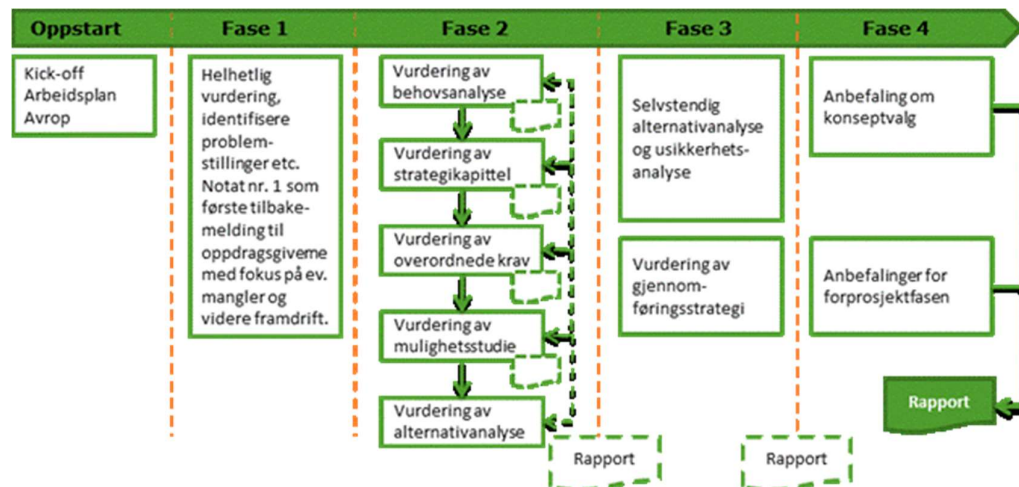 Oppstart
Fase 1
Fase 2
Fase 3
Fase 4
Kick-off
Arbeidsplan
Avrop
Helhetlig
vurdering,
identifisere
problem-
stillinger etc.
Notat nr. 1 som
første tilbake-
melding til
oppdragsgiverne
med fokus på ev.
mangler og
videre framdrift.
Vurdering av
behovsanalyse
Vurdering av
strategikapittel
Vurdering av
overordnede krav
Vurdering av
mulighetsstudie
Vurdering av
alternativanalyse
Rapport
Selvstendig
alternativanalyse
og usikkerhets-
analyse
Vurdering av
gjennom-
føringsstrategi
Rapport
Anbefaling om
konseptvalg
Anbefalinger for
forprosjektfasen
Rapport